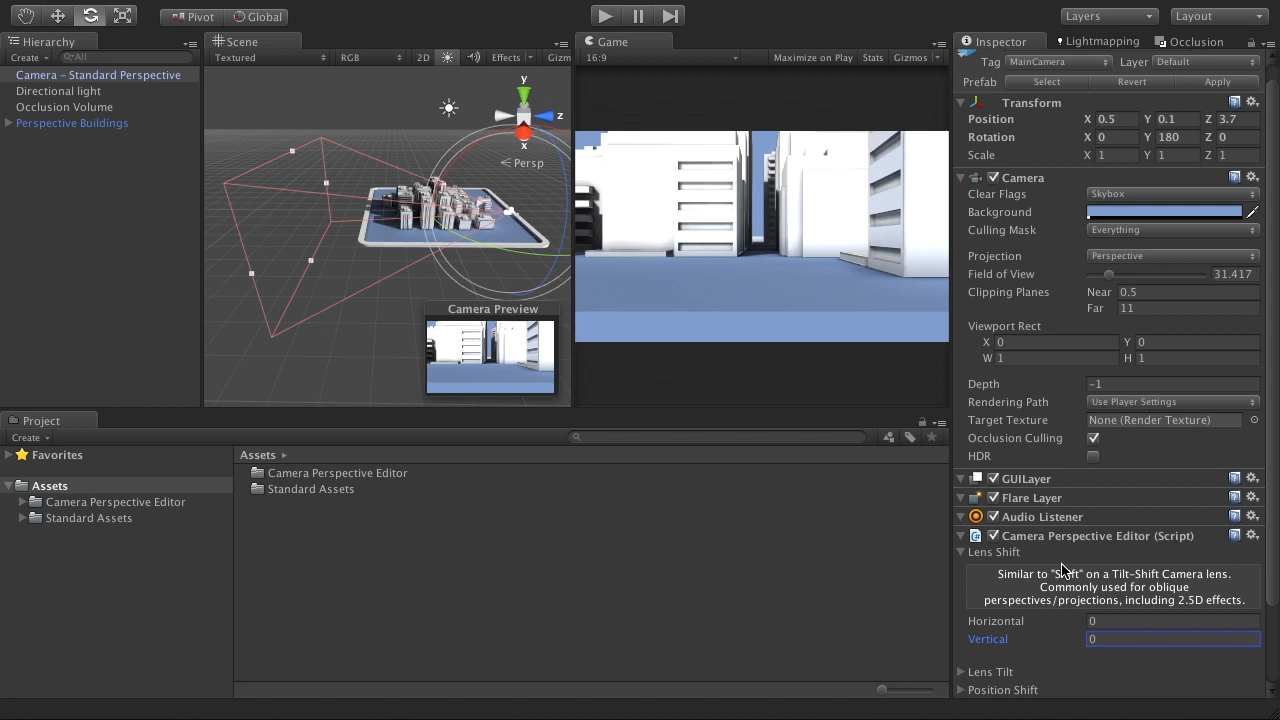 Pivot Global Layers Layout
Hierarchy
Create All
Camera – Standard Perspective
Directional light
Occlusion Volume
Perspective Buildings
Scene
Textured RGB 2D Effects Gizm
y
z
x
Persp
Camera Preview
Game
16:9 Maximize on Play Stats Gizmos
Inspector Lightmapping Occlusion
Tag MainCamera Layer Default
Prefab Select Revert Apply
Transform
Position X 0.5 Y 0.1 Z 3.7
Rotation X 0 Y 180 Z 0
Scale X 1 Y 1 Z 1
Camera
Clear Flags Skybox
Background
Culling Mask Everything
Projection Perspective
Field of View 31.417
Clipping Planes Near 0.5
Far 11
Viewport Rect
X 0 Y 0
W 1 H 1
Depth −1
Rendering Path Use Player Settings
Target Texture None (Render Texture)
Occlusion Culling
HDR
GUILayer
Flare Layer
Audio Listener
Camera Perspective Editor (Script)
Lens Shift
Similar to "Shift" on a Tilt–Shift Camera lens.
Commonly used for oblique
perspectives/projections, including 2.5D effects.
Horizontal 0
Vertical 0
Lens Tilt
Position Shift
Project
Create
Favorites
Assets
Camera Perspective Editor
Standard Assets
Assets
Camera Perspective Editor
Standard Assets